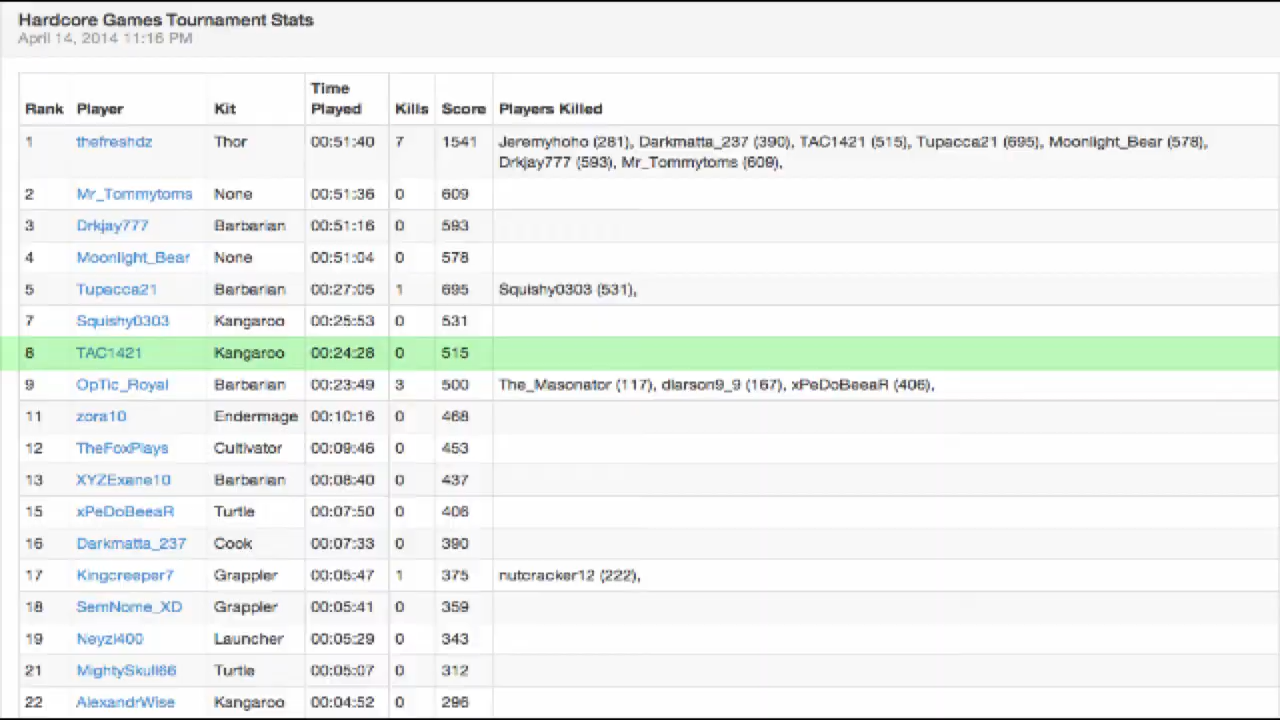 Hardcore Games Tournament Stats
April 14, 2014 11:16 PM
Rank Player Kit Time Played Kills Score Players Killed
1 thefreshdz Thor 00:51:40 7 1541 Jeremyhoho (281), Darkmatta_237 (390), TAC1421 (515), Tupacca21 (695), Moonlight_Bear (578),
Drkjay777 (593), Mr_Tommytoms (609),
2 Mr_Tommytoms None 00:51:36 0 609
3 Drkjay777 Barbarian 00:51:16 0 593
4 Moonlight_Bear None 00:51:04 0 578
5 Tupacca21 Barbarian 00:27:05 1 695 Squishy0303 (531),
7 Squishy0303 Kangaroo 00:25:53 0 531
8 TAC1421 Kangaroo 00:24:28 0 515
9 OpTic_Royal Barbarian 00:23:49 3 500 The_Masonator (117), dlarson9_9 (167), xPeDoBeeaR (406),
11 zora10 Endermage 00:10:16 0 468
12 TheFoxPlays Cultivator 00:09:46 0 453
13 XYZExane10 Barbarian 00:08:40 0 437
15 xPeDoBeeaR Turtle 00:07:50 0 406
16 Darkmatta_237 Cook 00:07:33 0 390
17 Kingcreeper7 Grappler 00:05:47 1 375 nutcracker12 (222),
18 SemNome_XD Grappler 00:05:41 0 359
19 Neyzl400 Launcher 00:05:29 0 343
21 MightySkull66 Turtle 00:05:07 0 312
22 AlexandrWise Kangaroo 00:04:52 0 296